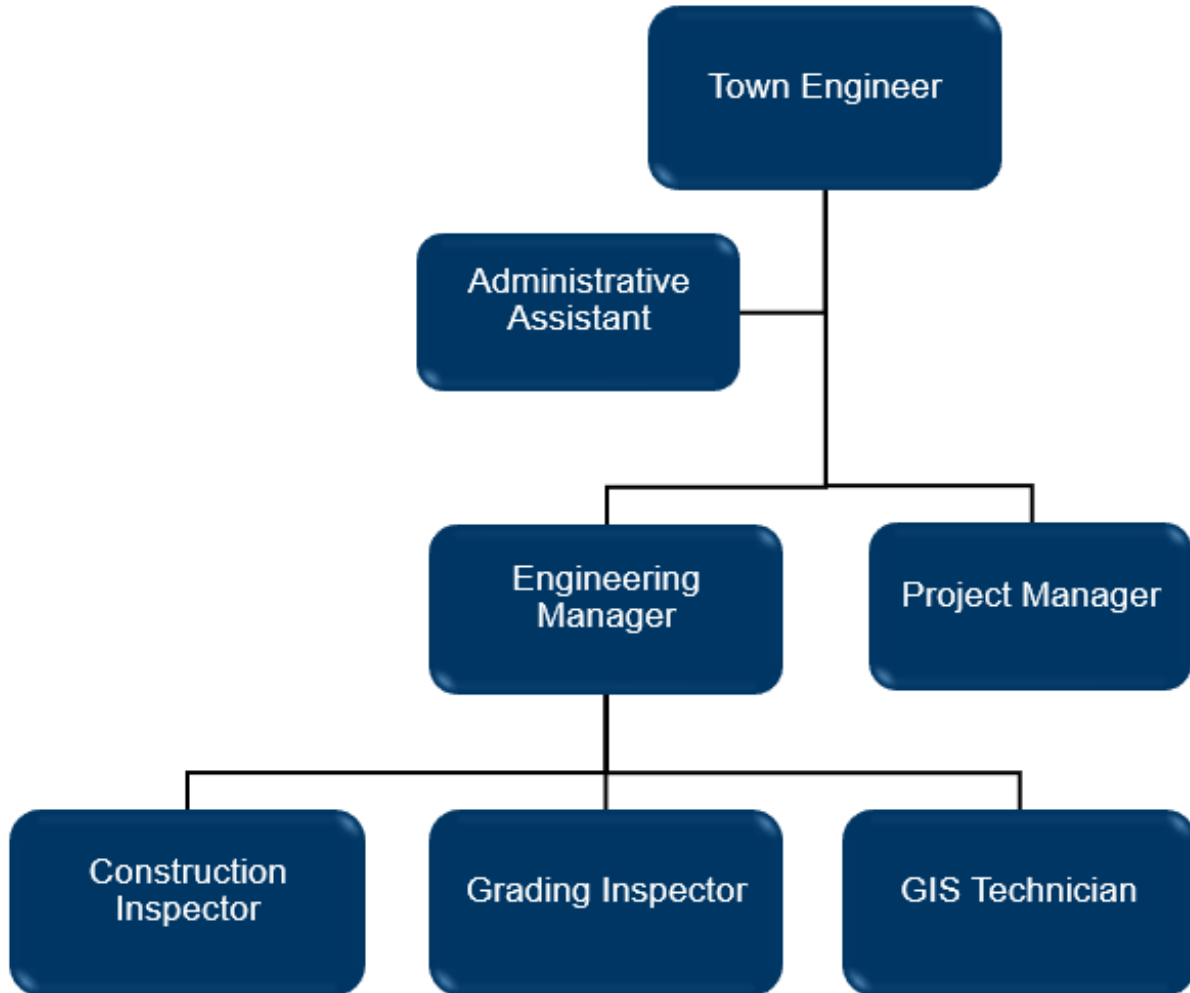 Town Engineer
Administrative
Assistant
Engineering
Manager
Project Manager
Construction
Inspector
Grading Inspector
GIS Technician